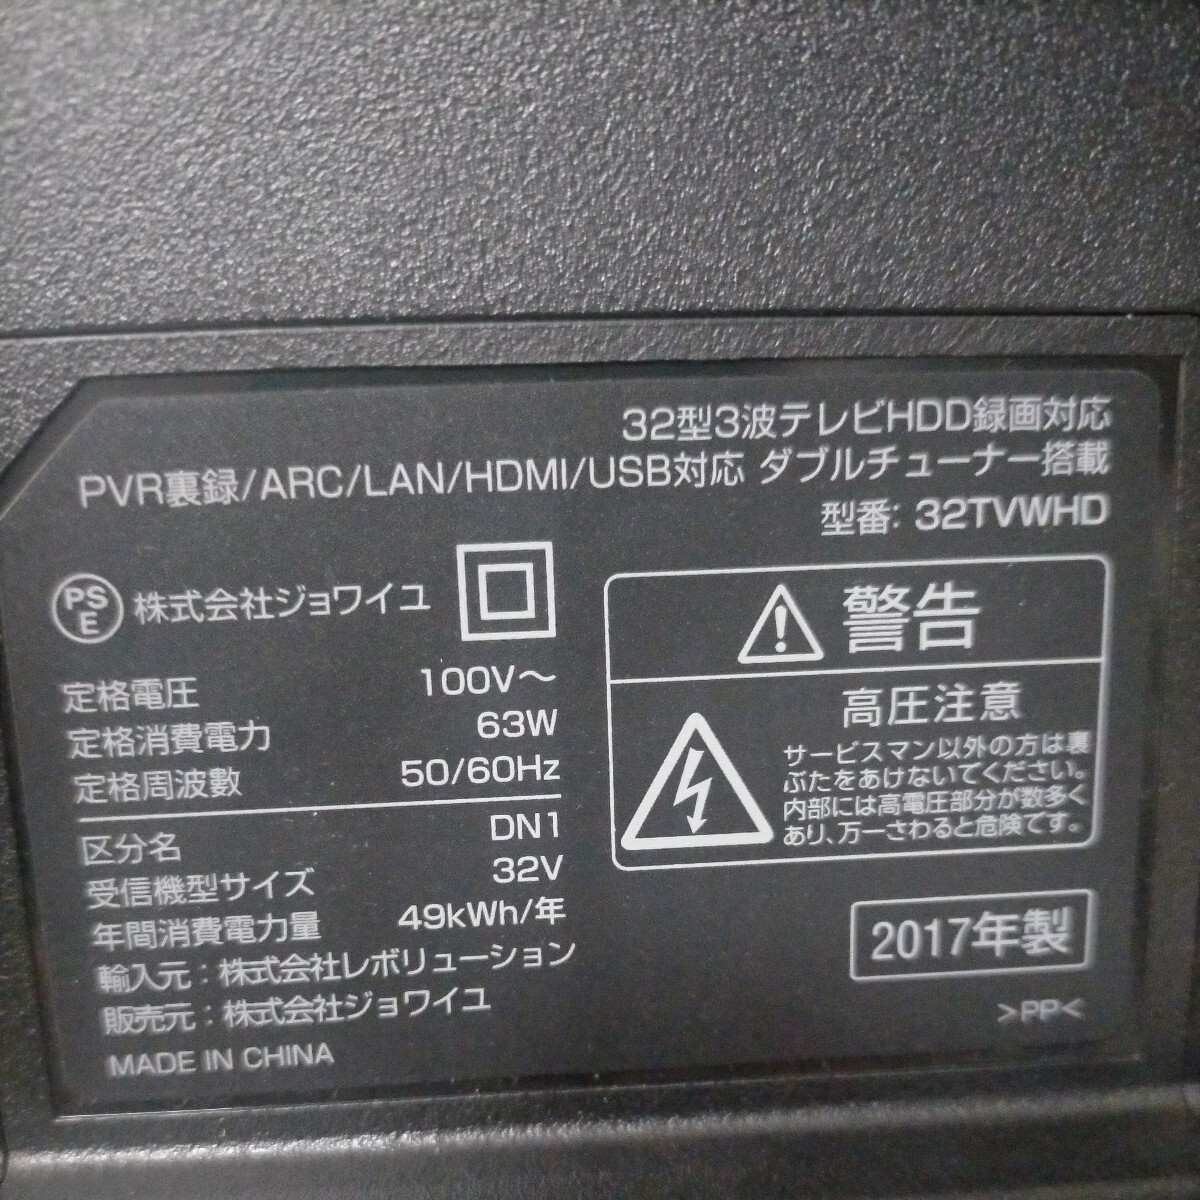 32型3波テレビHDD録画対応
PVR裏録/ARC/LAN/HDMI/USB対応 ダブルチューナー搭載
型番: 32TVWHD
PSE 株式会社ジョワイユ
定格電圧 100V〜
定格消費電力 63W
定格周波数 50/60Hz
区分名 DN1
受信機型サイズ 32V
年間消費電力量 49kWh/年
輸入元：株式会社レボリューション
販売元：株式会社ジョワイユ
MADE IN CHINA
警告
高圧注意
サービスマン以外の方は裏
ぶたをあけないでください。
内部には高電圧部分が数多く
あり、万一さわると危険です。
2017年製
>PP<